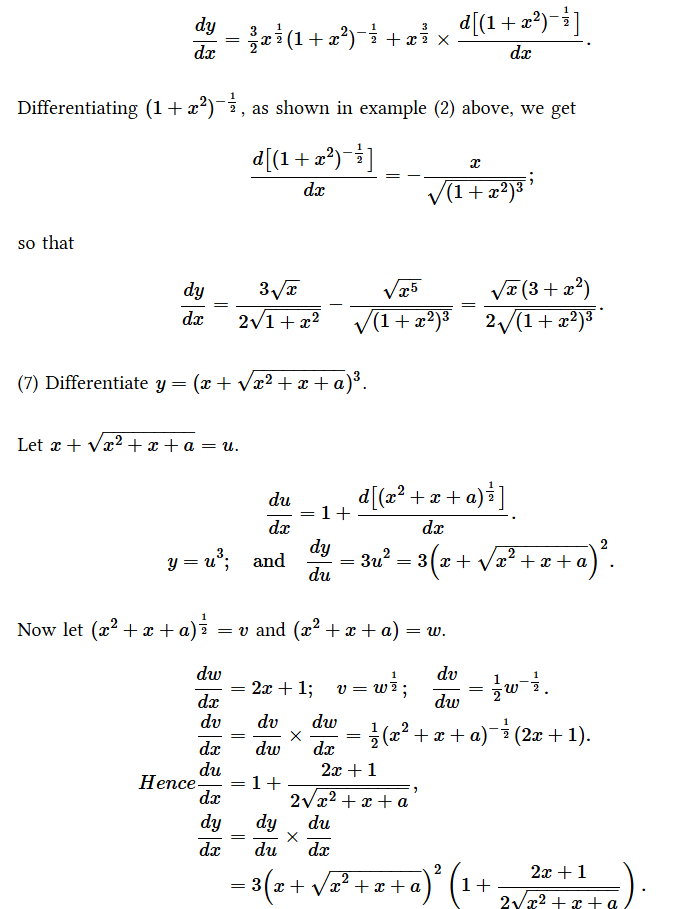 \frac{dy}{dx} = \frac{3}{2}x^{\frac{1}{2}}(1+x^2)^{-\frac{1}{2}} + x^{\frac{3}{2}} \times \frac{d[(1+x^2)^{-\frac{1}{2}}]}{dx}.
Differentiating (1+x^2)^{-\frac{1}{2}}, as shown in example (2) above, we get
\frac{d[(1+x^2)^{-\frac{1}{2}}]}{dx} = -\frac{x}{\sqrt{(1+x^2)^3}};
so that
\frac{dy}{dx} = \frac{3\sqrt{x}}{2\sqrt{1+x^2}} - \frac{\sqrt{x^5}}{\sqrt{(1+x^2)^3}} = \frac{\sqrt{x}(3+x^2)}{2\sqrt{(1+x^2)^3}}.
(7) Differentiate y = (x+\sqrt{x^2+x+a})^3.
Let x+\sqrt{x^2+x+a} = u.
\frac{du}{dx} = 1 + \frac{d[(x^2+x+a)^{\frac{1}{2}}]}{dx}.
y = u^3; and \frac{dy}{du} = 3u^2 = 3\left(x+\sqrt{x^2+x+a}\right)^2.
Now let (x^2+x+a)^{\frac{1}{2}} = v and (x^2+x+a) = w.
\frac{dw}{dx} = 2x+1; v = w^{\frac{1}{2}}; \frac{dv}{dw} = \frac{1}{2}w^{-\frac{1}{2}}.
\frac{dv}{dx} = \frac{dv}{dw} \times \frac{dw}{dx} = \frac{1}{2}(x^2+x+a)^{-\frac{1}{2}}(2x+1).
Hence \frac{du}{dx} = 1 + \frac{2x+1}{2\sqrt{x^2+x+a}},
\frac{dy}{dx} = \frac{dy}{du} \times \frac{du}{dx}
= 3\left(x+\sqrt{x^2+x+a}\right)^2 \left(1+\frac{2x+1}{2\sqrt{x^2+x+a}}\right).